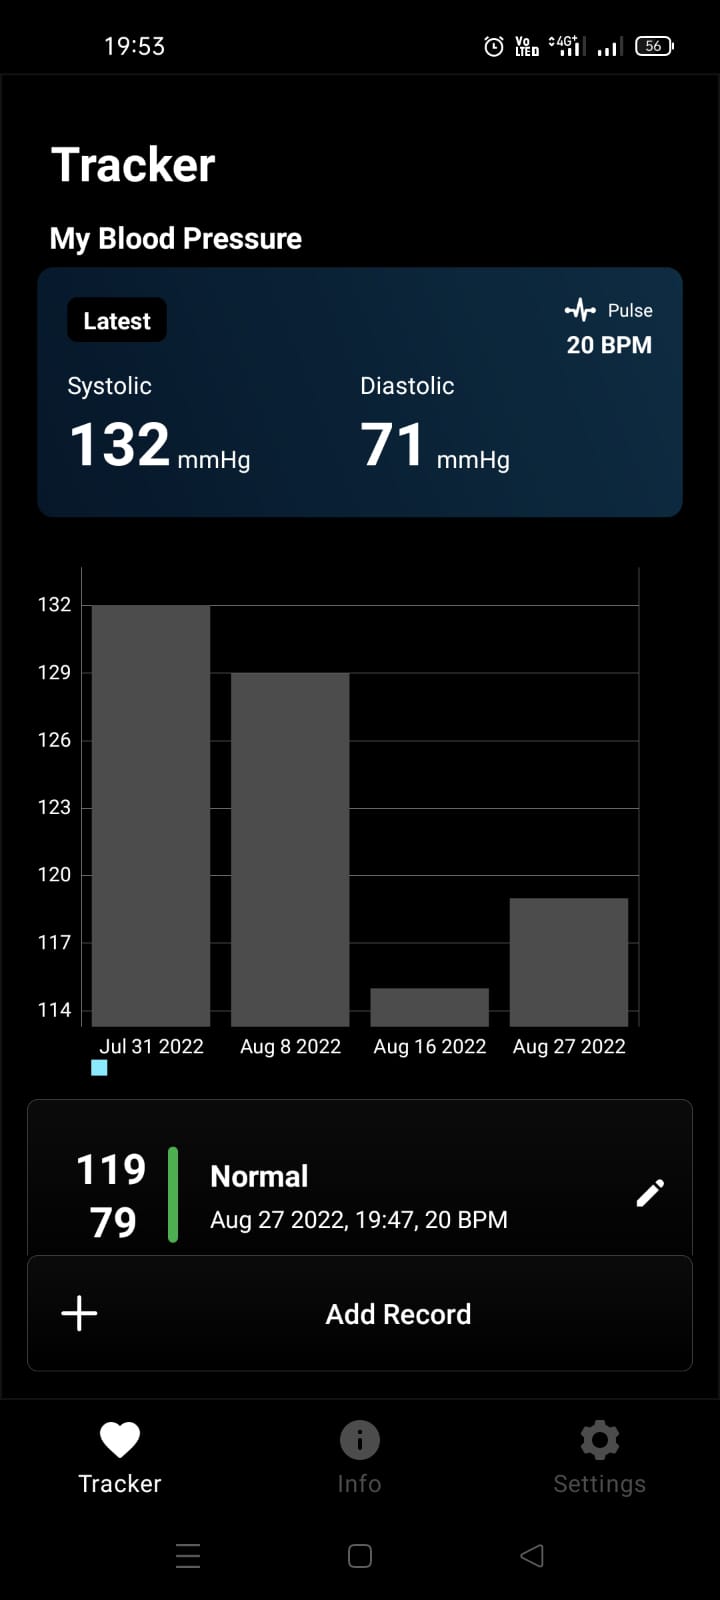 19:53
Vo LTED 4G+ 56
Tracker
My Blood Pressure
Latest
Pulse
20 BPM
Systolic
Diastolic
132 mmHg
71 mmHg
132
129
126
123
120
117
114
Jul 31 2022 Aug 8 2022 Aug 16 2022 Aug 27 2022
119
79
Normal
Aug 27 2022, 19:47, 20 BPM
Add Record
Tracker Info Settings